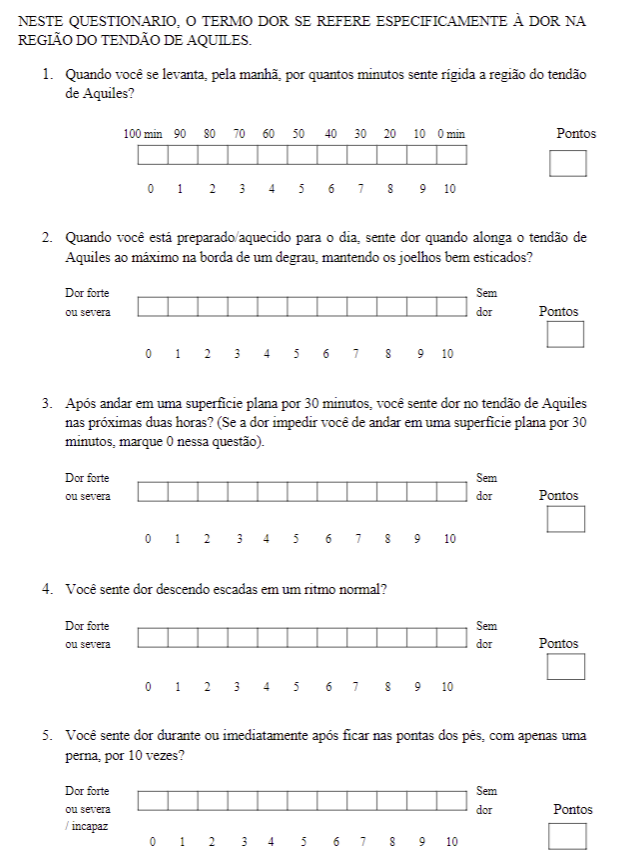 NESTE QUESTIONARIO, O TERMO DOR SE REFERE ESPECIFICAMENTE À DOR NA
REGIÃO DO TENDÃO DE AQUILES.
1. Quando você se levanta, pela manhã, por quantos minutos sente rígida a região do tendão
de Aquiles?
100 min 90 80 70 60 50 40 30 20 10 0 min Pontos
0 1 2 3 4 5 6 7 8 9 10
2. Quando você está preparado/aquecido para o dia, sente dor quando alonga o tendão de
Aquiles ao máximo na borda de um degrau, mantendo os joelhos bem esticados?
Dor forte Sem
ou severa dor Pontos
0 1 2 3 4 5 6 7 8 9 10
3. Após andar em uma superfície plana por 30 minutos, você sente dor no tendão de Aquiles
nas próximas duas horas? (Se a dor impedir você de andar em uma superfície plana por 30
minutos, marque 0 nessa questão).
Dor forte Sem
ou severa dor Pontos
0 1 2 3 4 5 6 7 8 9 10
4. Você sente dor descendo escadas em um ritmo normal?
Dor forte Sem
ou severa dor Pontos
0 1 2 3 4 5 6 7 8 9 10
5. Você sente dor durante ou imediatamente após ficar nas pontas dos pés, com apenas uma
perna, por 10 vezes?
Dor forte Sem
ou severa dor Pontos
/ incapaz
0 1 2 3 4 5 6 7 8 9 10